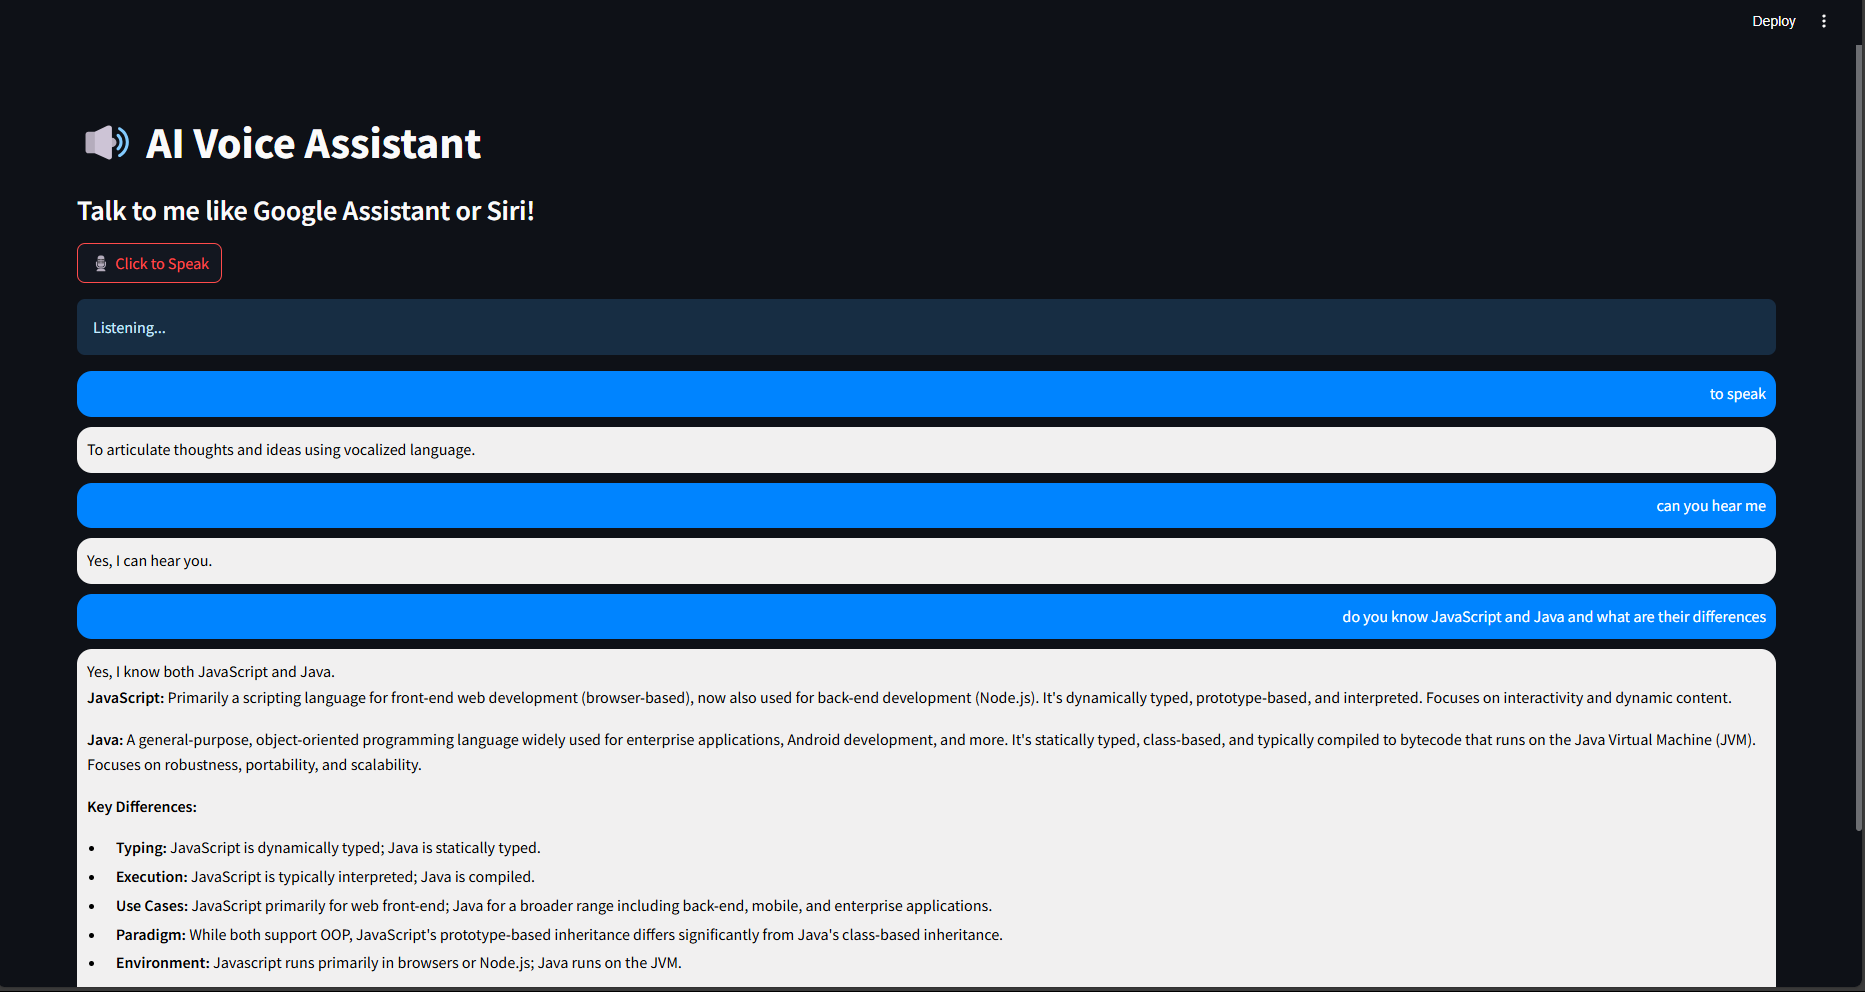 Deploy
AI Voice Assistant
Talk to me like Google Assistant or Siri!
Click to Speak
Listening...
to speak
To articulate thoughts and ideas using vocalized language.
can you hear me
Yes, I can hear you.
do you know JavaScript and Java and what are their differences
Yes, I know both JavaScript and Java.
JavaScript: Primarily a scripting language for front-end web development (browser-based), now also used for back-end development (Node.js). It's dynamically typed, prototype-based, and interpreted. Focuses on interactivity and dynamic content.
Java: A general-purpose, object-oriented programming language widely used for enterprise applications, Android development, and more. It's statically typed, class-based, and typically compiled to bytecode that runs on the Java Virtual Machine (JVM).
Focuses on robustness, portability, and scalability.
Key Differences:
• Typing: JavaScript is dynamically typed; Java is statically typed.
• Execution: JavaScript is typically interpreted; Java is compiled.
• Use Cases: JavaScript primarily for web front-end; Java for a broader range including back-end, mobile, and enterprise applications.
• Paradigm: While both support OOP, JavaScript's prototype-based inheritance differs significantly from Java's class-based inheritance.
• Environment: Javascript runs primarily in browsers or Node.js; Java runs on the JVM.